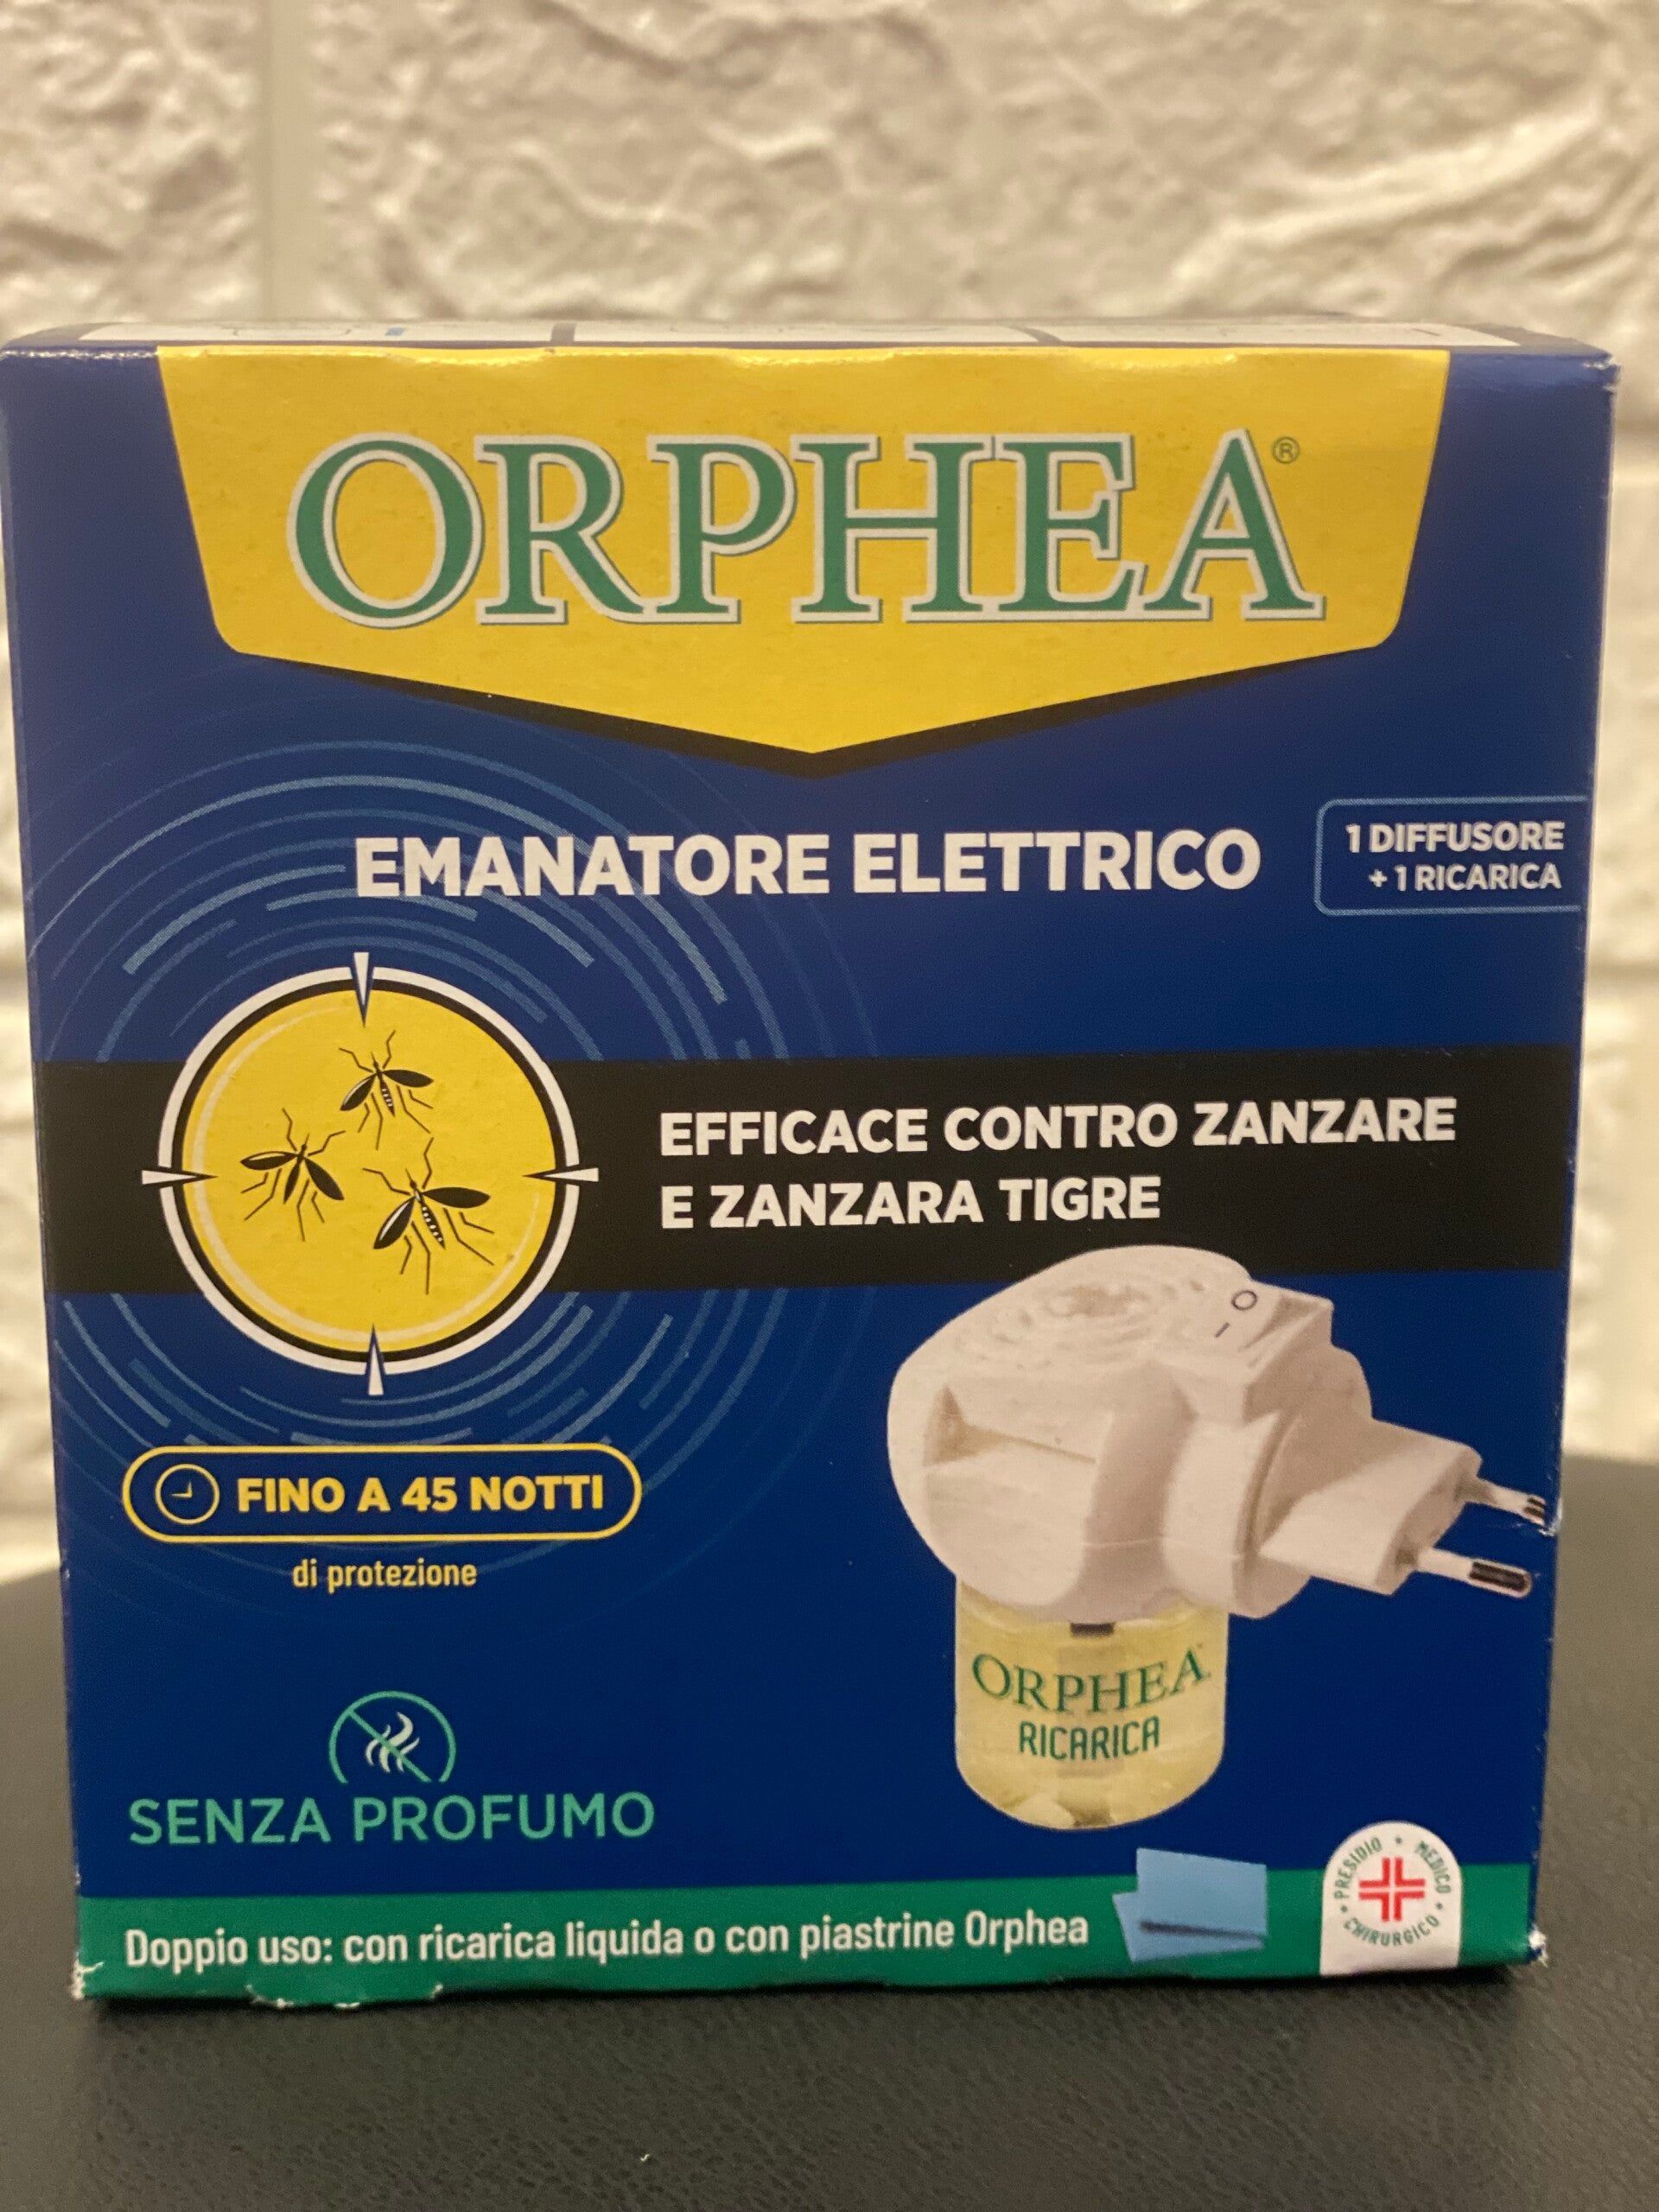 ORPHEA®
EMANATORE ELETTRICO
1 DIFFUSORE
+ 1 RICARICA
EFFICACE CONTRO ZANZARE
E ZANZARA TIGRE
O
I
FINO A 45 NOTTI
di protezione
ORPHEA
RICARICA
SENZA PROFUMO
Doppio uso: con ricarica liquida o con piastrine Orphea
PRESIDIO • MEDICO • CHIRURGICO •